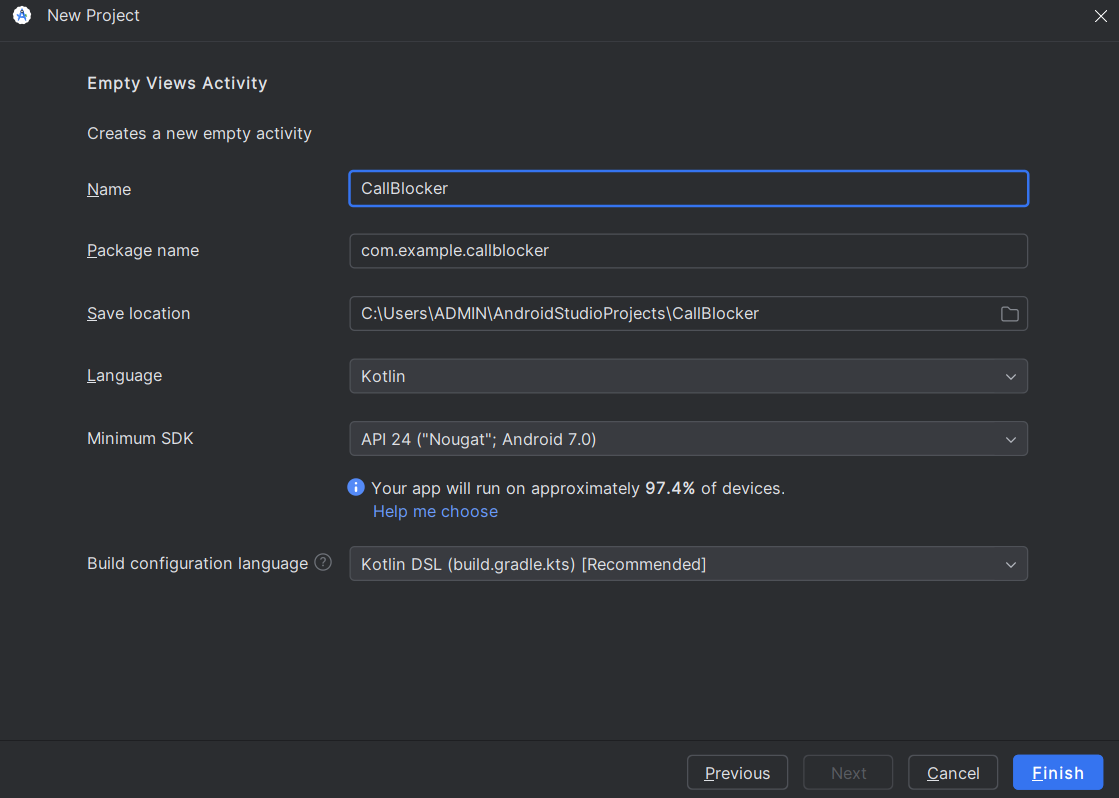 New Project
Empty Views Activity
Creates a new empty activity
Name
CallBlocker
Package name
com.example.callblocker
Save location
C:\Users\ADMIN\AndroidStudioProjects\CallBlocker
Language
Kotlin
Minimum SDK
API 24 ("Nougat"; Android 7.0)
Your app will run on approximately 97.4% of devices.
Help me choose
Build configuration language
Kotlin DSL (build.gradle.kts) [Recommended]
Previous
Next
Cancel
Finish